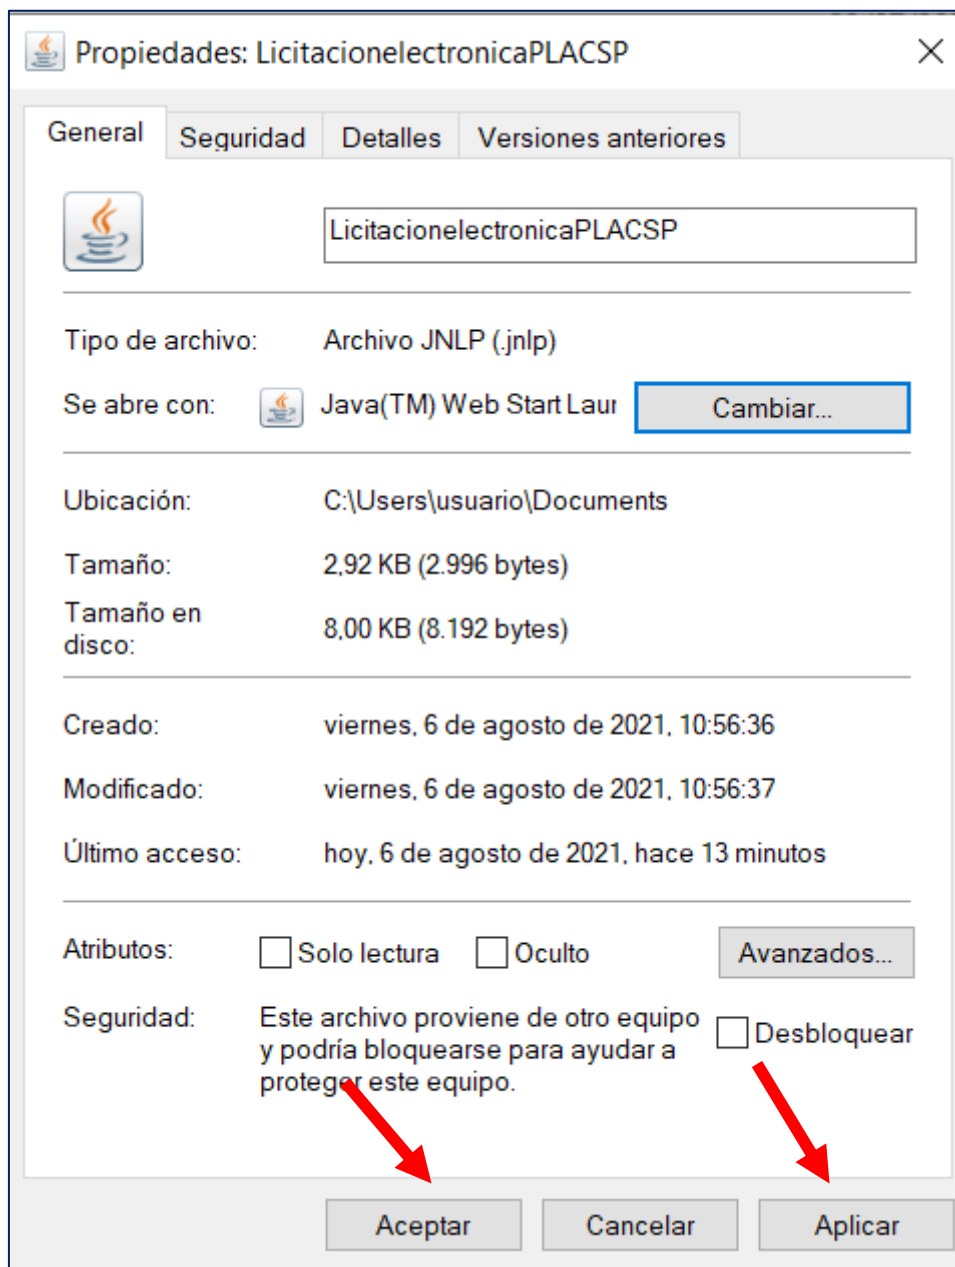 Propiedades: LicitacionelectronicaPLACSP
General Seguridad Detalles Versiones anteriores
LicitacionelectronicaPLACSP
Tipo de archivo: Archivo JNLP (.jnlp)
Se abre con: Java(TM) Web Start Laur Cambiar...
Ubicación: C:\Users\usuario\Documents
Tamaño: 2,92 KB (2.996 bytes)
Tamaño en
disco: 8,00 KB (8.192 bytes)
Creado: viernes, 6 de agosto de 2021, 10:56:36
Modificado: viernes, 6 de agosto de 2021, 10:56:37
Último acceso: hoy, 6 de agosto de 2021, hace 13 minutos
Atributos: Solo lectura Oculto Avanzados...
Seguridad: Este archivo proviene de otro equipo
y podría bloquearse para ayudar a
proteger este equipo.
Desbloquear
Aceptar Cancelar Aplicar